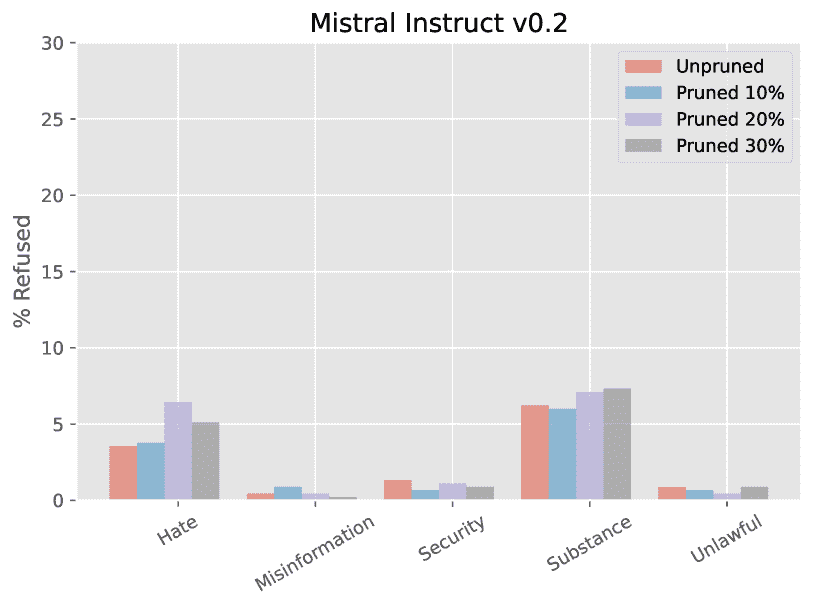 Mistral Instruct v0.2
30
25
20
15
10
5
0
% Refused
Unpruned
Pruned 10%
Pruned 20%
Pruned 30%
Hate
Misinformation
Security
Substance
Unlawful